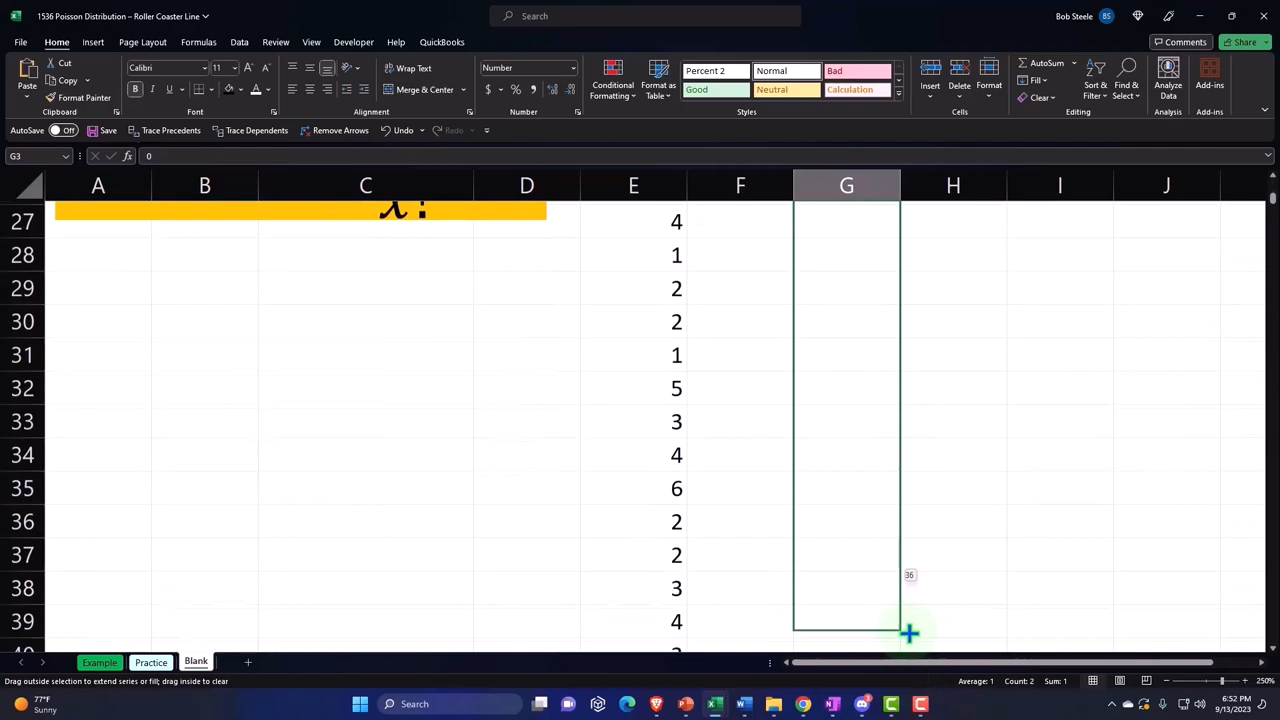 1536 Poisson Distribution – Roller Coaster Line
Search
Bob Steele BS
File Home Insert Page Layout Formulas Data Review View Developer Help QuickBooks
Comments Share
Paste
Cut
Copy
Format Painter
Clipboard
Calibri 11
Font
Wrap Text
Merge & Center
Alignment
Number
Number
Conditional Formatting
Format as Table
Percent 2 Normal Bad
Good Neutral Calculation
Styles
Insert Delete Format
Cells
AutoSum
Fill
Clear
Sort & Filter
Find & Select
Editing
Analyze Data
Analysis
Add-ins
Add-ins
AutoSave Off Save Trace Precedents Trace Dependents Remove Arrows Undo Redo
G3 fx 0
A B C D E F G H I J
27 4
28 1
29 2
30 2
31 1
32 5
33 3
34 4
35 6
36 2
37 2
36
38 3
39 4
Example Practice Blank
Drag outside selection to extend series or fill; drag inside to clear
Average: 1 Count: 2 Sum: 1
250%
77°F
Sunny
Search
6:52 PM
9/13/2023